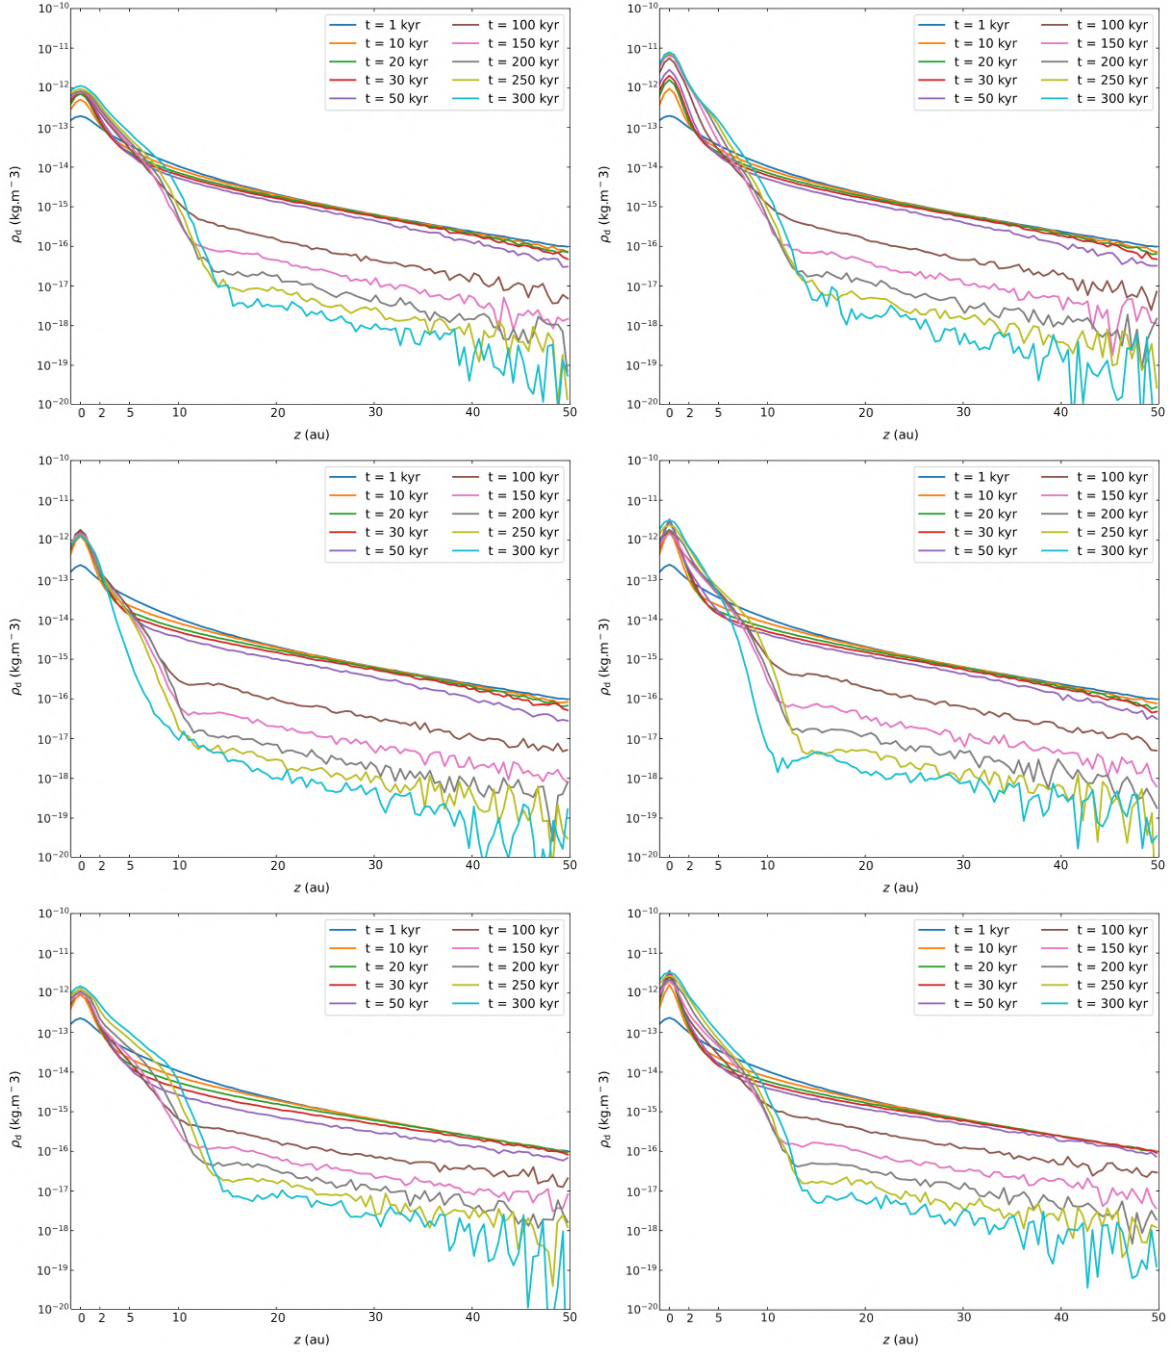 10⁻¹⁰
10⁻¹¹
10⁻¹²
10⁻¹³
10⁻¹⁴
10⁻¹⁵
10⁻¹⁶
10⁻¹⁷
10⁻¹⁸
10⁻¹⁹
10⁻²⁰
ρd (kg.m − 3)
t = 1 kyr
t = 10 kyr
t = 20 kyr
t = 30 kyr
t = 50 kyr
t = 100 kyr
t = 150 kyr
t = 200 kyr
t = 250 kyr
t = 300 kyr
0 2 5 10 20 30 40 50
z (au)
10⁻¹⁰
10⁻¹¹
10⁻¹²
10⁻¹³
10⁻¹⁴
10⁻¹⁵
10⁻¹⁶
10⁻¹⁷
10⁻¹⁸
10⁻¹⁹
10⁻²⁰
ρd (kg.m − 3)
t = 1 kyr
t = 10 kyr
t = 20 kyr
t = 30 kyr
t = 50 kyr
t = 100 kyr
t = 150 kyr
t = 200 kyr
t = 250 kyr
t = 300 kyr
0 2 5 10 20 30 40 50
z (au)
10⁻¹⁰
10⁻¹¹
10⁻¹²
10⁻¹³
10⁻¹⁴
10⁻¹⁵
10⁻¹⁶
10⁻¹⁷
10⁻¹⁸
10⁻¹⁹
10⁻²⁰
ρd (kg.m − 3)
t = 1 kyr
t = 10 kyr
t = 20 kyr
t = 30 kyr
t = 50 kyr
t = 100 kyr
t = 150 kyr
t = 200 kyr
t = 250 kyr
t = 300 kyr
0 2 5 10 20 30 40 50
z (au)
10⁻¹⁰
10⁻¹¹
10⁻¹²
10⁻¹³
10⁻¹⁴
10⁻¹⁵
10⁻¹⁶
10⁻¹⁷
10⁻¹⁸
10⁻¹⁹
10⁻²⁰
ρd (kg.m − 3)
t = 1 kyr
t = 10 kyr
t = 20 kyr
t = 30 kyr
t = 50 kyr
t = 100 kyr
t = 150 kyr
t = 200 kyr
t = 250 kyr
t = 300 kyr
0 2 5 10 20 30 40 50
z (au)
10⁻¹⁰
10⁻¹¹
10⁻¹²
10⁻¹³
10⁻¹⁴
10⁻¹⁵
10⁻¹⁶
10⁻¹⁷
10⁻¹⁸
10⁻¹⁹
10⁻²⁰
ρd (kg.m − 3)
t = 1 kyr
t = 10 kyr
t = 20 kyr
t = 30 kyr
t = 50 kyr
t = 100 kyr
t = 150 kyr
t = 200 kyr
t = 250 kyr
t = 300 kyr
0 2 5 10 20 30 40 50
z (au)
10⁻¹⁰
10⁻¹¹
10⁻¹²
10⁻¹³
10⁻¹⁴
10⁻¹⁵
10⁻¹⁶
10⁻¹⁷
10⁻¹⁸
10⁻¹⁹
10⁻²⁰
ρd (kg.m − 3)
t = 1 kyr
t = 10 kyr
t = 20 kyr
t = 30 kyr
t = 50 kyr
t = 100 kyr
t = 150 kyr
t = 200 kyr
t = 250 kyr
t = 300 kyr
0 2 5 10 20 30 40 50
z (au)